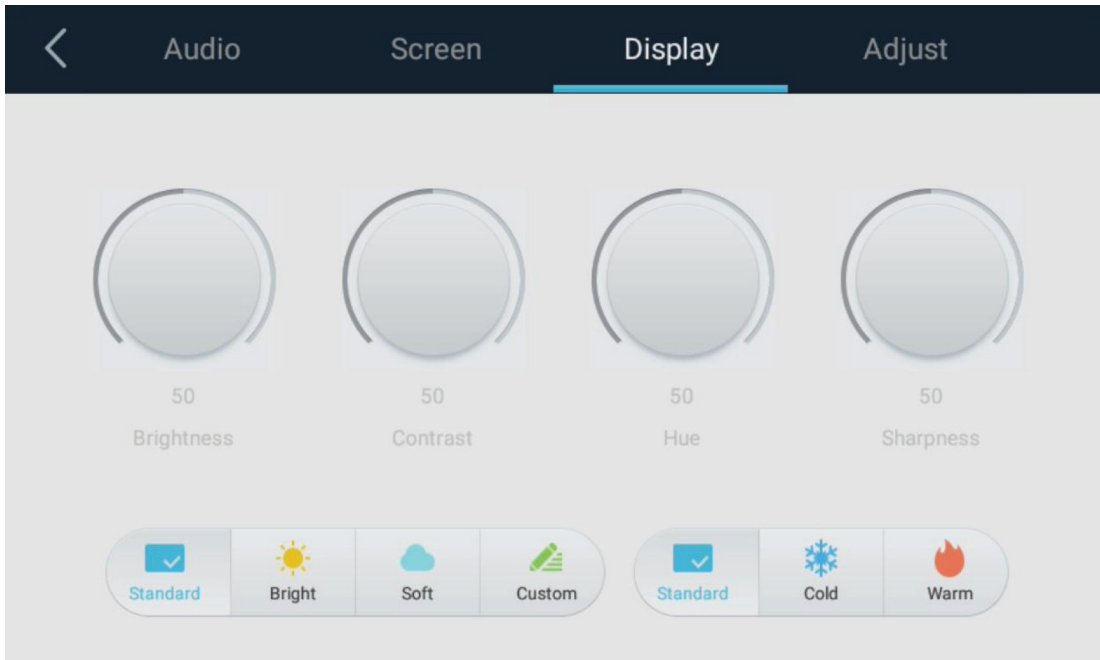 Audio Screen Display Adjust
50 50 50 50
Brightness Contrast Hue Sharpness
Standard Bright Soft Custom Standard Cold Warm